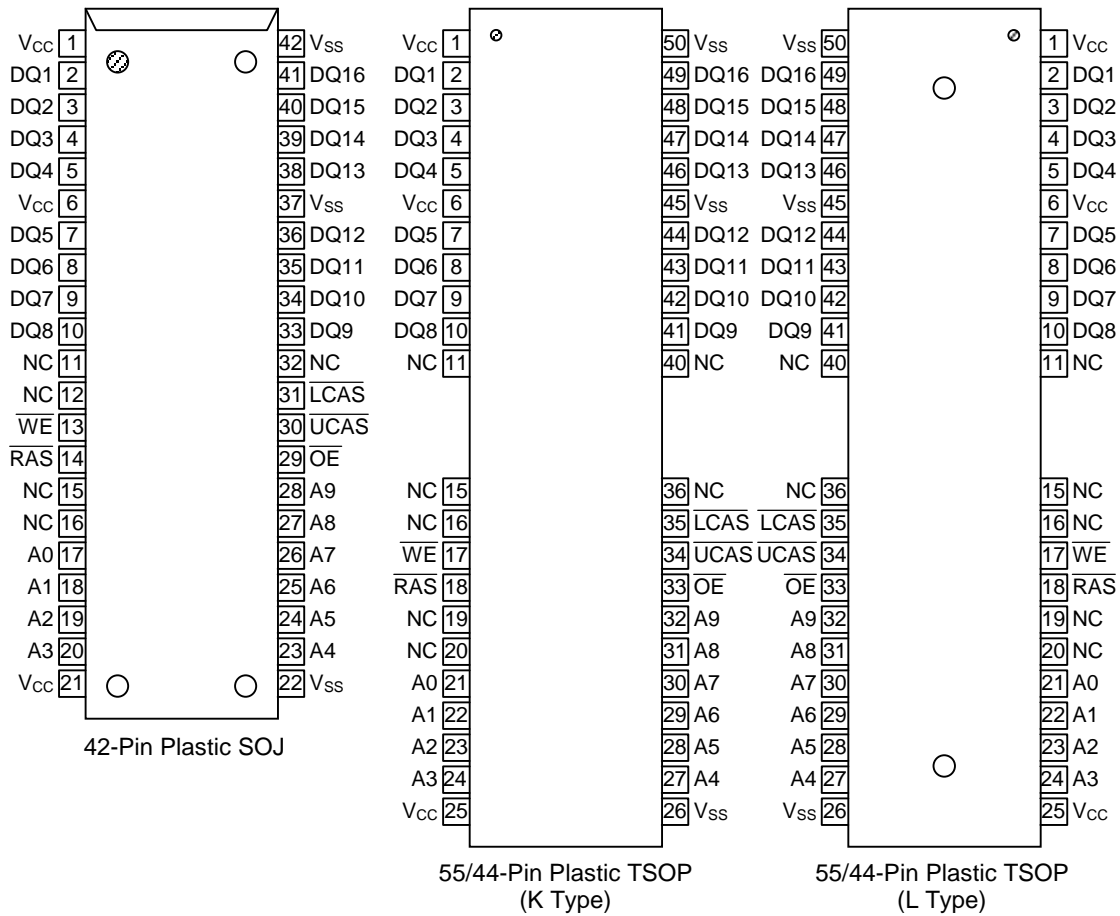 VCC 1 42 VSS
DQ1 2 41 DQ16
DQ2 3 40 DQ15
DQ3 4 39 DQ14
DQ4 5 38 DQ13
VCC 6 37 VSS
DQ5 7 36 DQ12
DQ6 8 35 DQ11
DQ7 9 34 DQ10
DQ8 10 33 DQ9
NC 11 32 NC
NC 12 31 LCAS
WE 13 30 UCAS
RAS 14 29 OE
NC 15 28 A9
NC 16 27 A8
A0 17 26 A7
A1 18 25 A6
A2 19 24 A5
A3 20 23 A4
VCC 21 22 VSS
42-Pin Plastic SOJ
VCC 1 50 VSS
DQ1 2 49 DQ16
DQ2 3 48 DQ15
DQ3 4 47 DQ14
DQ4 5 46 DQ13
VCC 6 45 VSS
DQ5 7 44 DQ12
DQ6 8 43 DQ11
DQ7 9 42 DQ10
DQ8 10 41 DQ9
NC 11 40 NC
NC 15 36 NC
NC 16 35 LCAS
WE 17 34 UCAS
RAS 18 33 OE
NC 19 32 A9
NC 20 31 A8
A0 21 30 A7
A1 22 29 A6
A2 23 28 A5
A3 24 27 A4
VCC 25 26 VSS
55/44-Pin Plastic TSOP
(K Type)
VSS 50 1 VCC
DQ16 49 2 DQ1
DQ15 48 3 DQ2
DQ14 47 4 DQ3
DQ13 46 5 DQ4
VSS 45 6 VCC
DQ12 44 7 DQ5
DQ11 43 8 DQ6
DQ10 42 9 DQ7
DQ9 41 10 DQ8
NC 40 11 NC
NC 36 15 NC
LCAS 35 16 NC
UCAS 34 17 WE
OE 33 18 RAS
A9 32 19 NC
A8 31 20 NC
A7 30 21 A0
A6 29 22 A1
A5 28 23 A2
A4 27 24 A3
VSS 26 25 VCC
55/44-Pin Plastic TSOP
(L Type)